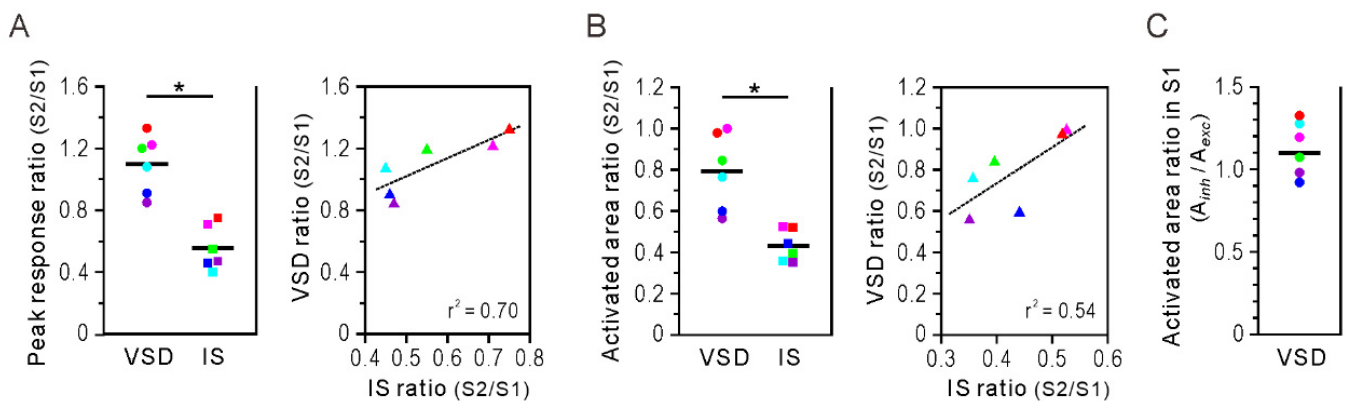 A
Peak response ratio (S2/S1)
1.6
1.2
0.8
0.4
0
*
VSD IS
VSD ratio (S2/S1)
1.6
1.2
0.8
0.4
0
r² = 0.70
0.4 0.5 0.6 0.7 0.8
IS ratio (S2/S1)
B
Activated area ratio (S2/S1)
1.2
1.0
0.8
0.6
0.4
0.2
0
*
VSD IS
VSD ratio (S2/S1)
1.2
1.0
0.8
0.6
0.4
0.2
0
r² = 0.54
0.3 0.4 0.5 0.6
IS ratio (S2/S1)
C
Activated area ratio in S1
(Ainh / Aexc)
1.5
1.0
0.5
0
VSD